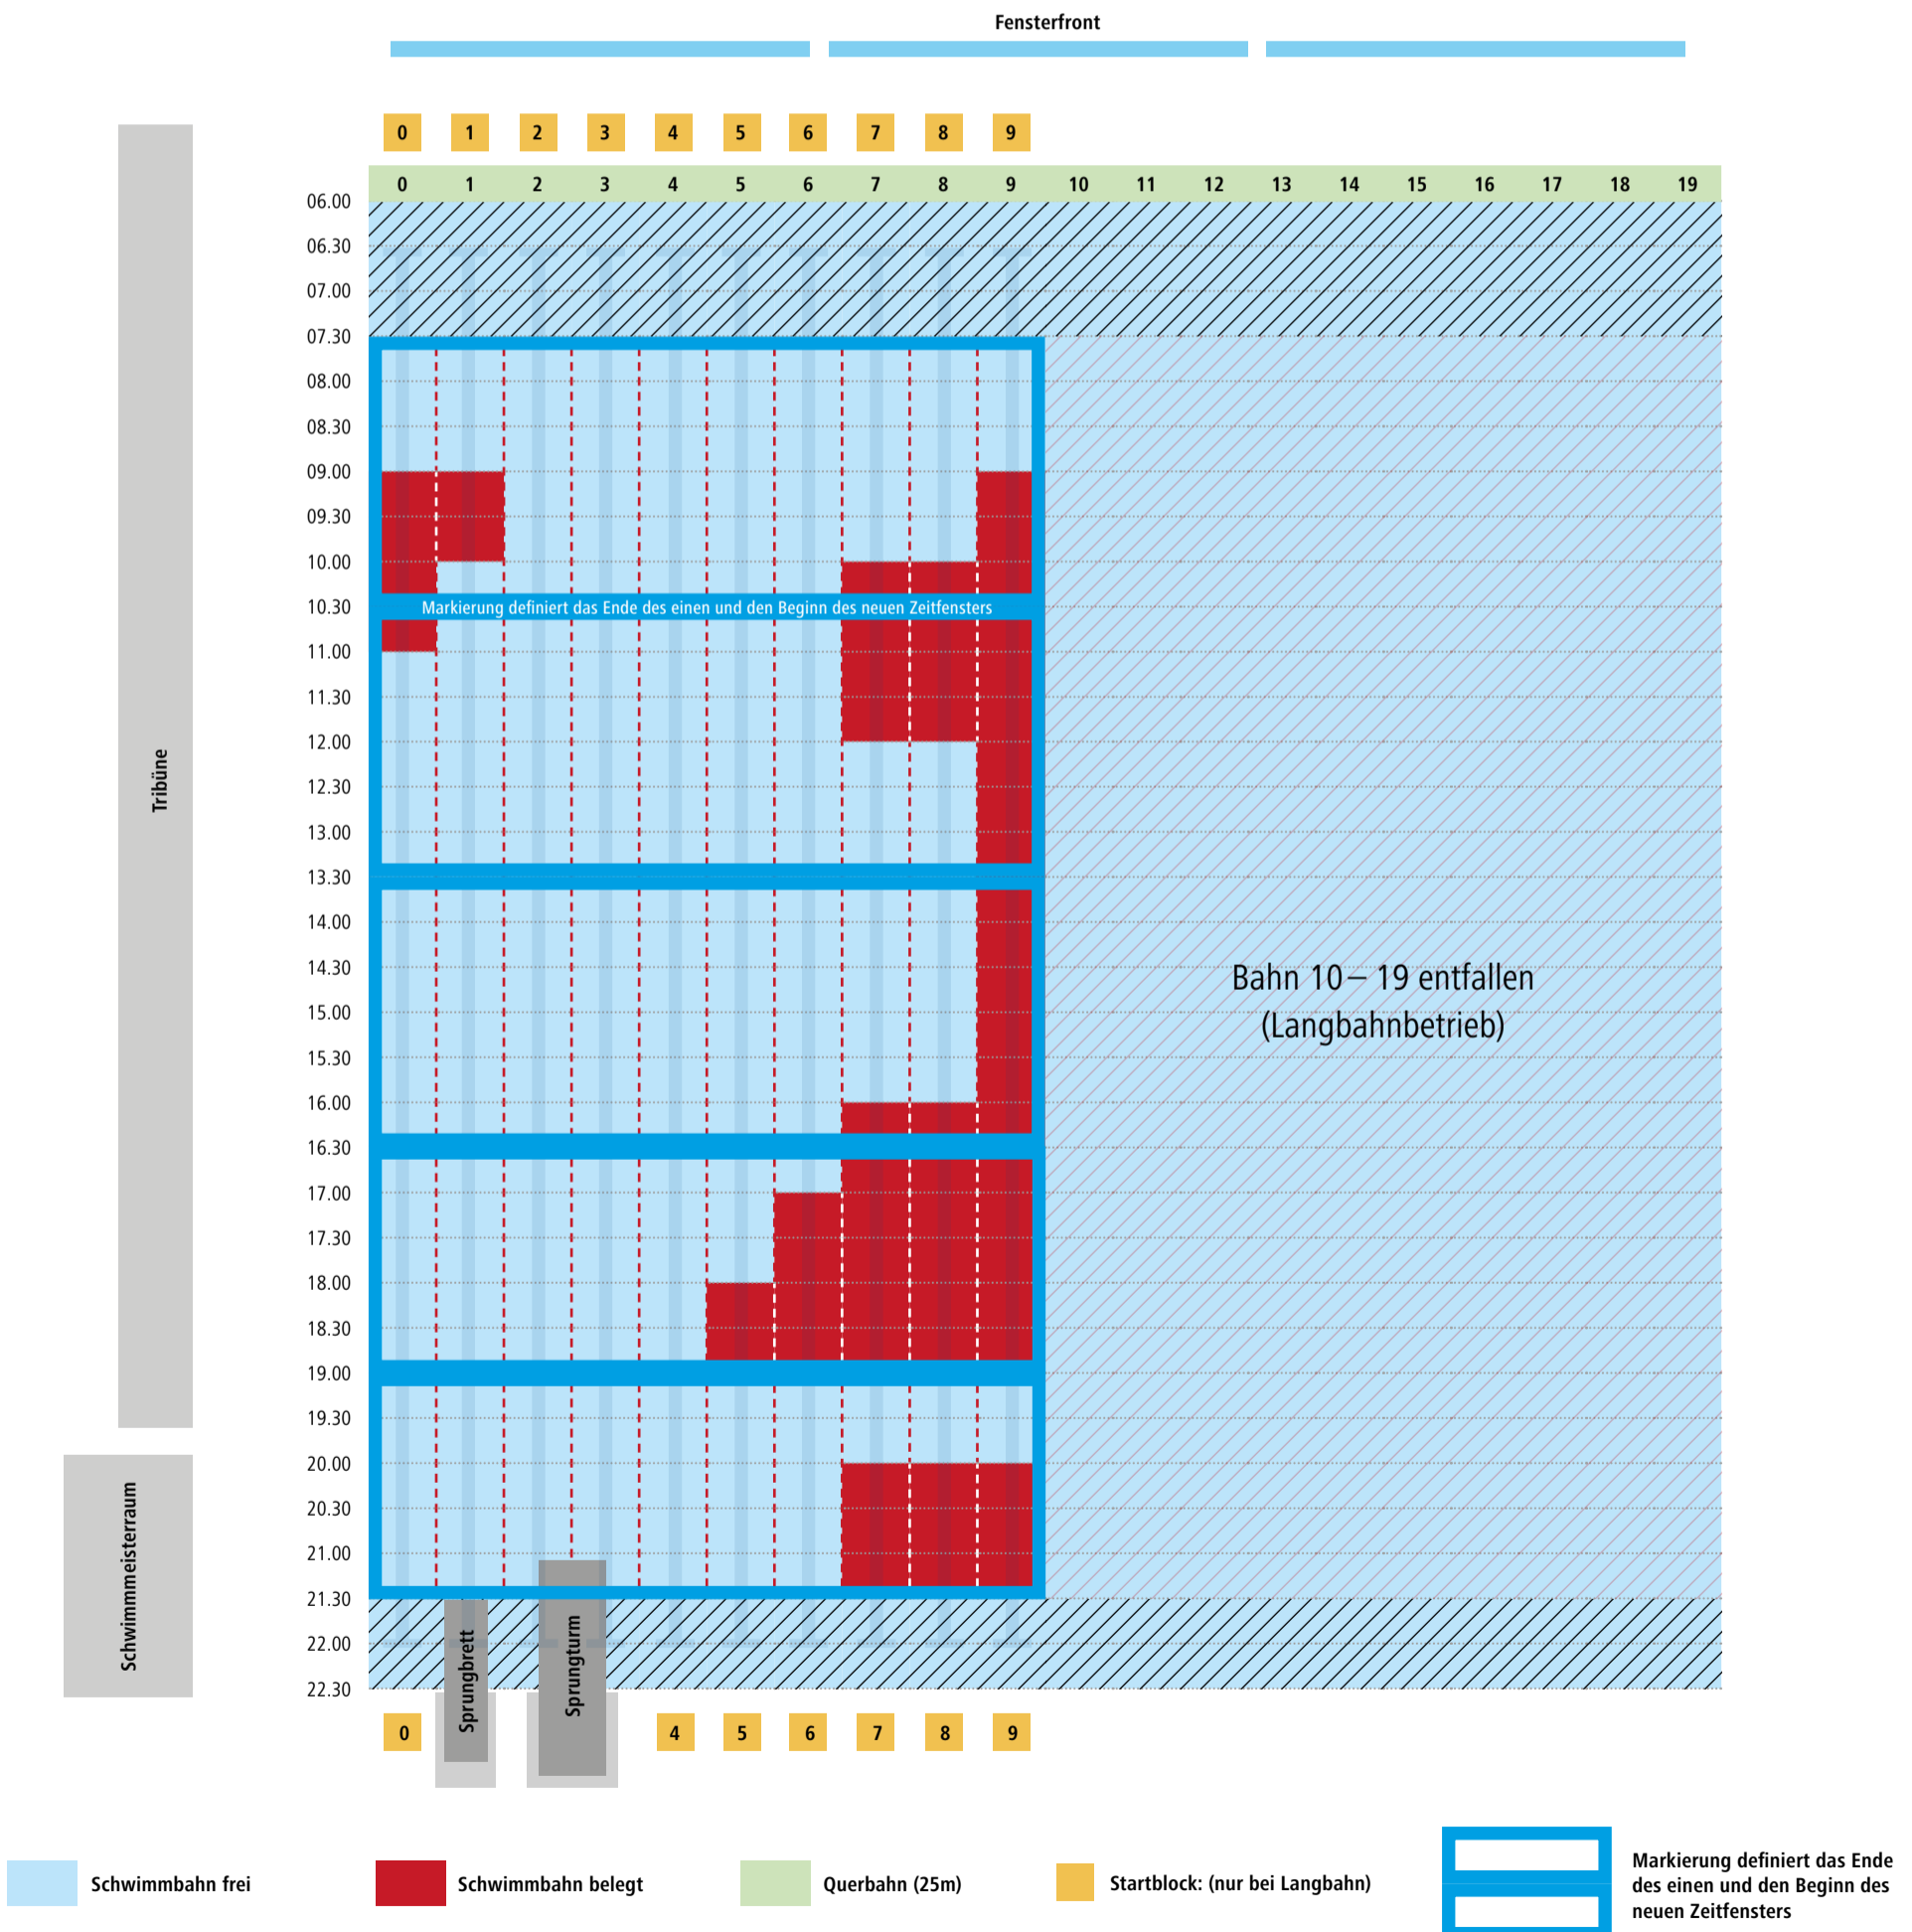 Fensterfront
0 1 2 3 4 5 6 7 8 9
0 1 2 3 4 5 6 7 8 9 10 11 12 13 14 15 16 17 18 19
06.00
06.30
07.00
07.30
08.00
08.30
09.00
09.30
10.00
10.30
Markierung definiert das Ende des einen und den Beginn des neuen Zeitfensters
11.00
11.30
12.00
12.30
13.00
13.30
14.00
14.30
15.00
15.30
16.00
16.30
17.00
17.30
18.00
18.30
19.00
19.30
20.00
20.30
21.00
21.30
22.00
22.30
Tribüne
Schwimmmeisterraum
Bahn 10 – 19 entfallen
(Langbahnbetrieb)
Sprungbrett
Sprungturm
0 4 5 6 7 8 9
Schwimmbahn frei
Schwimmbahn belegt
Querbahn (25m)
Startblock: (nur bei Langbahn)
Markierung definiert das Ende
des einen und den Beginn des
neuen Zeitfensters